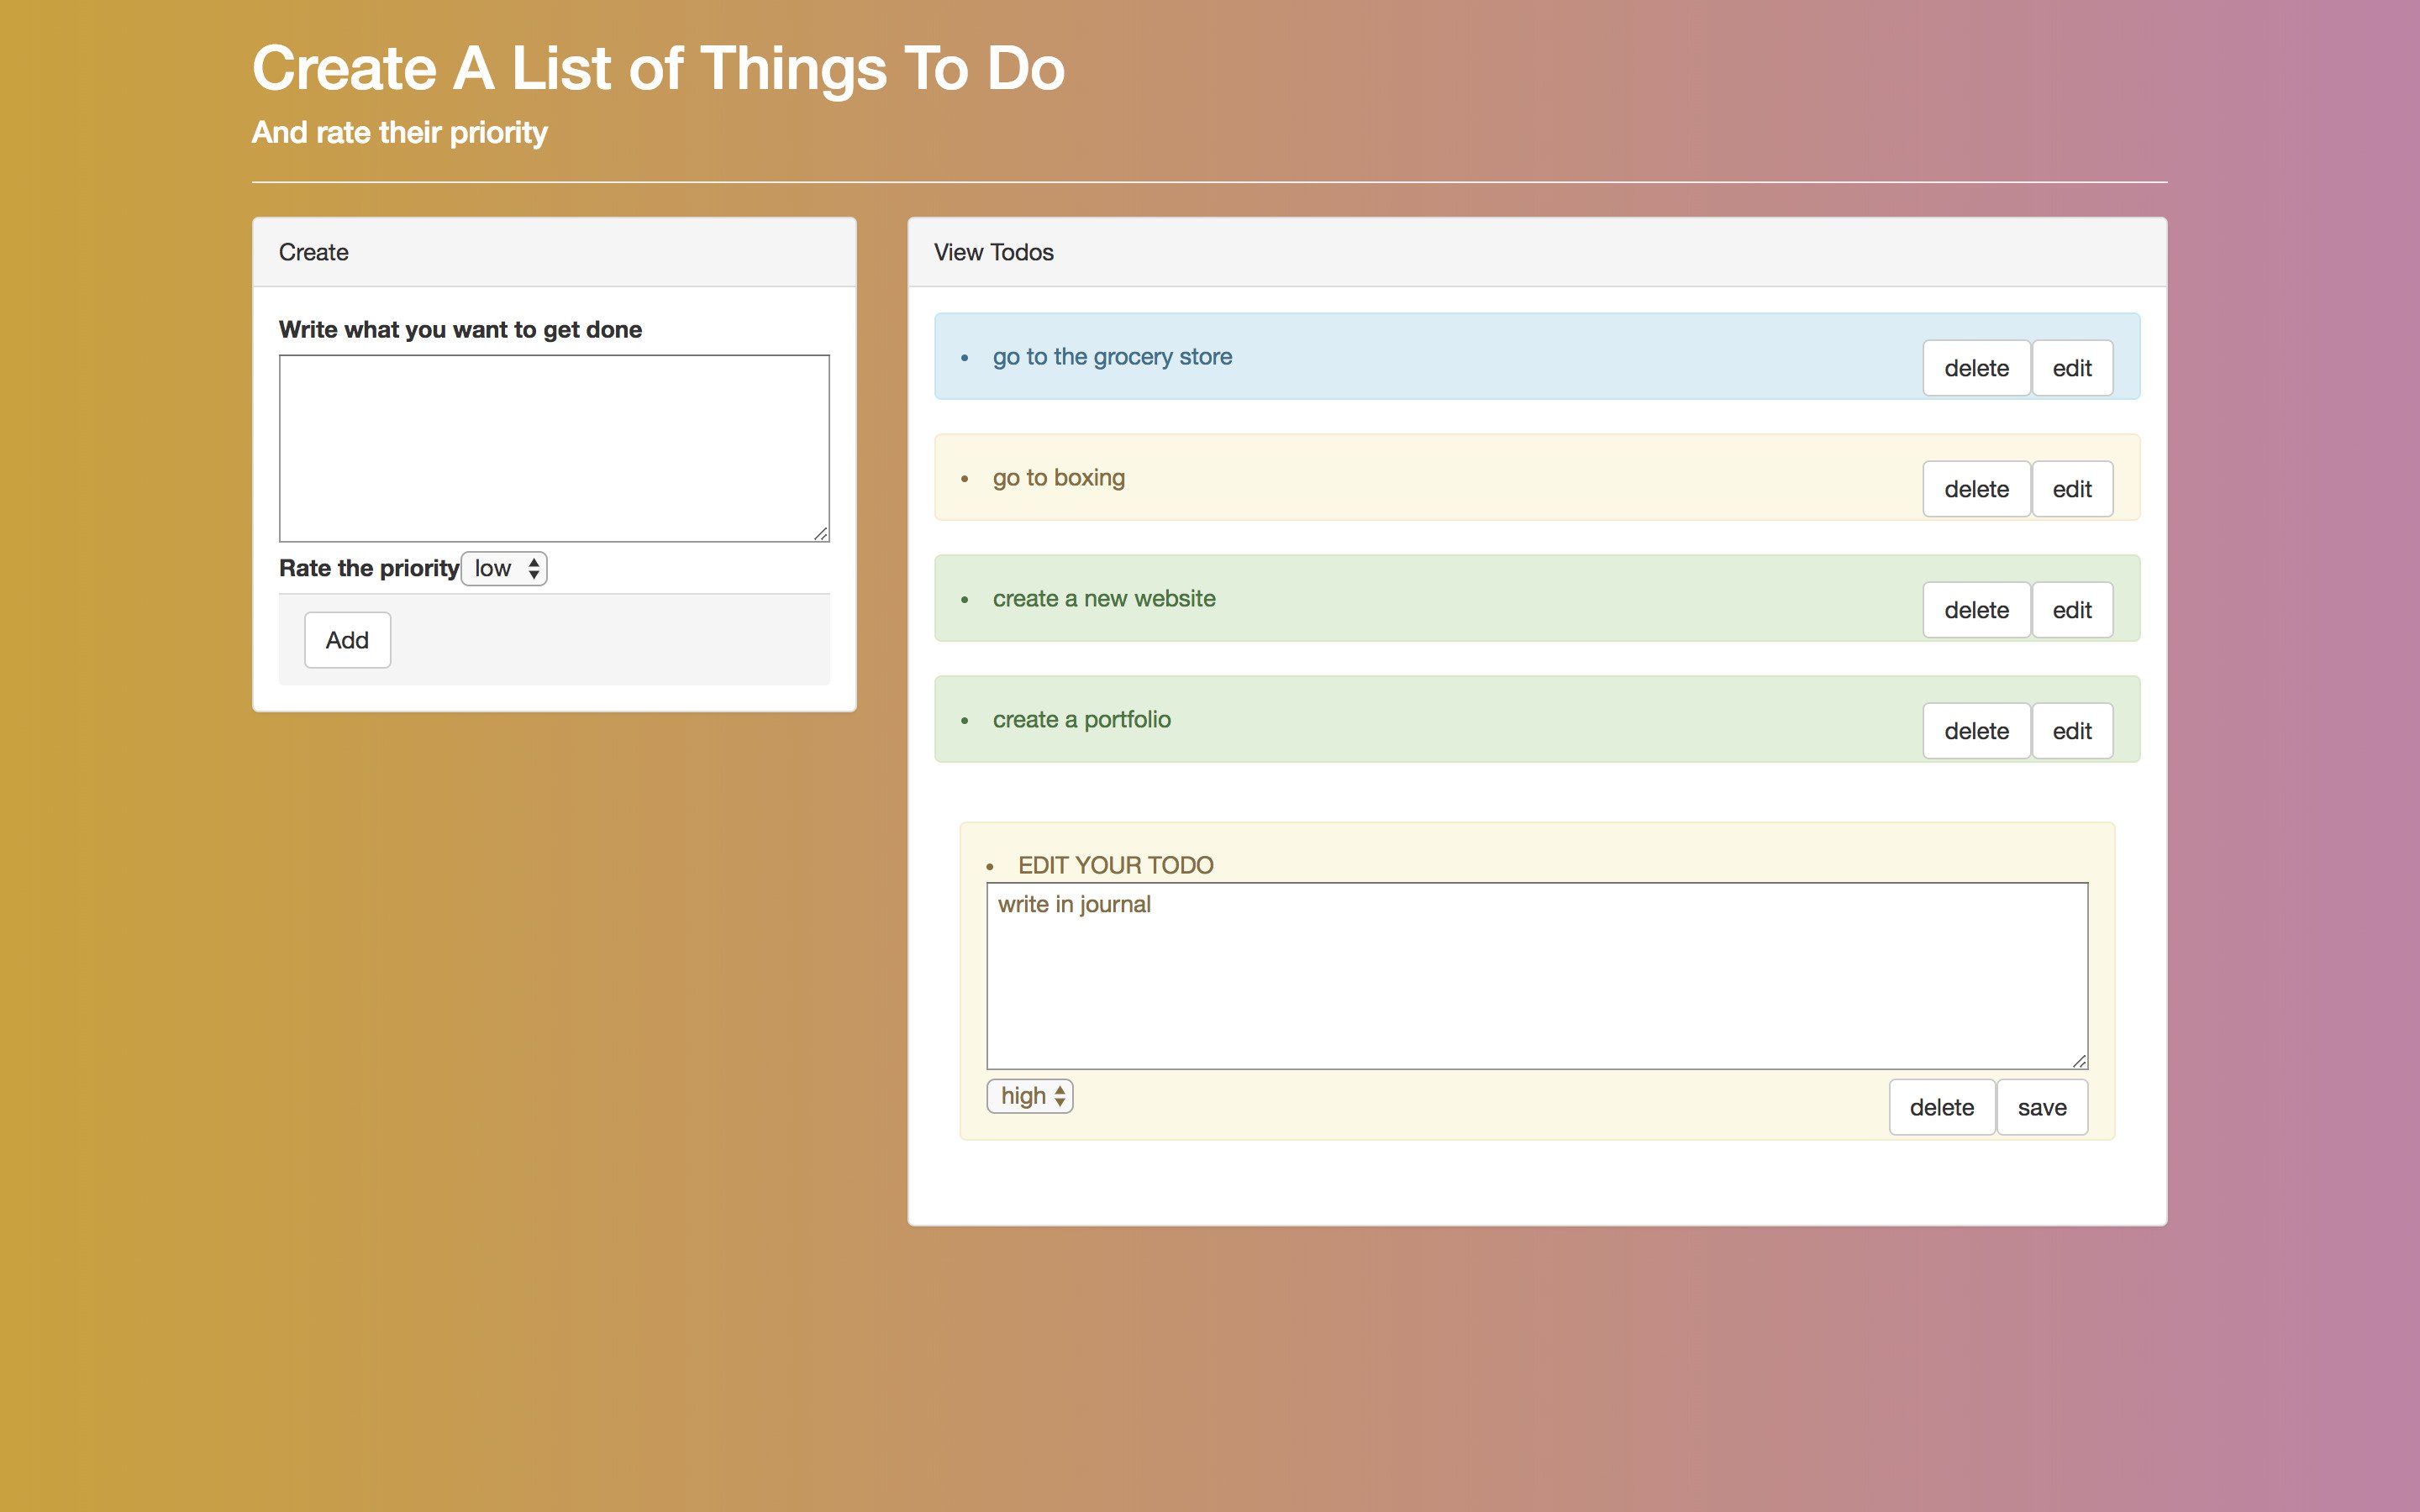 Create A List of Things To Do
And rate their priority
Create
Write what you want to get done
Rate the priority low
Add
View Todos
• go to the grocery store delete edit
• go to boxing delete edit
• create a new website delete edit
• create a portfolio delete edit
• EDIT YOUR TODO
write in journal
high delete save